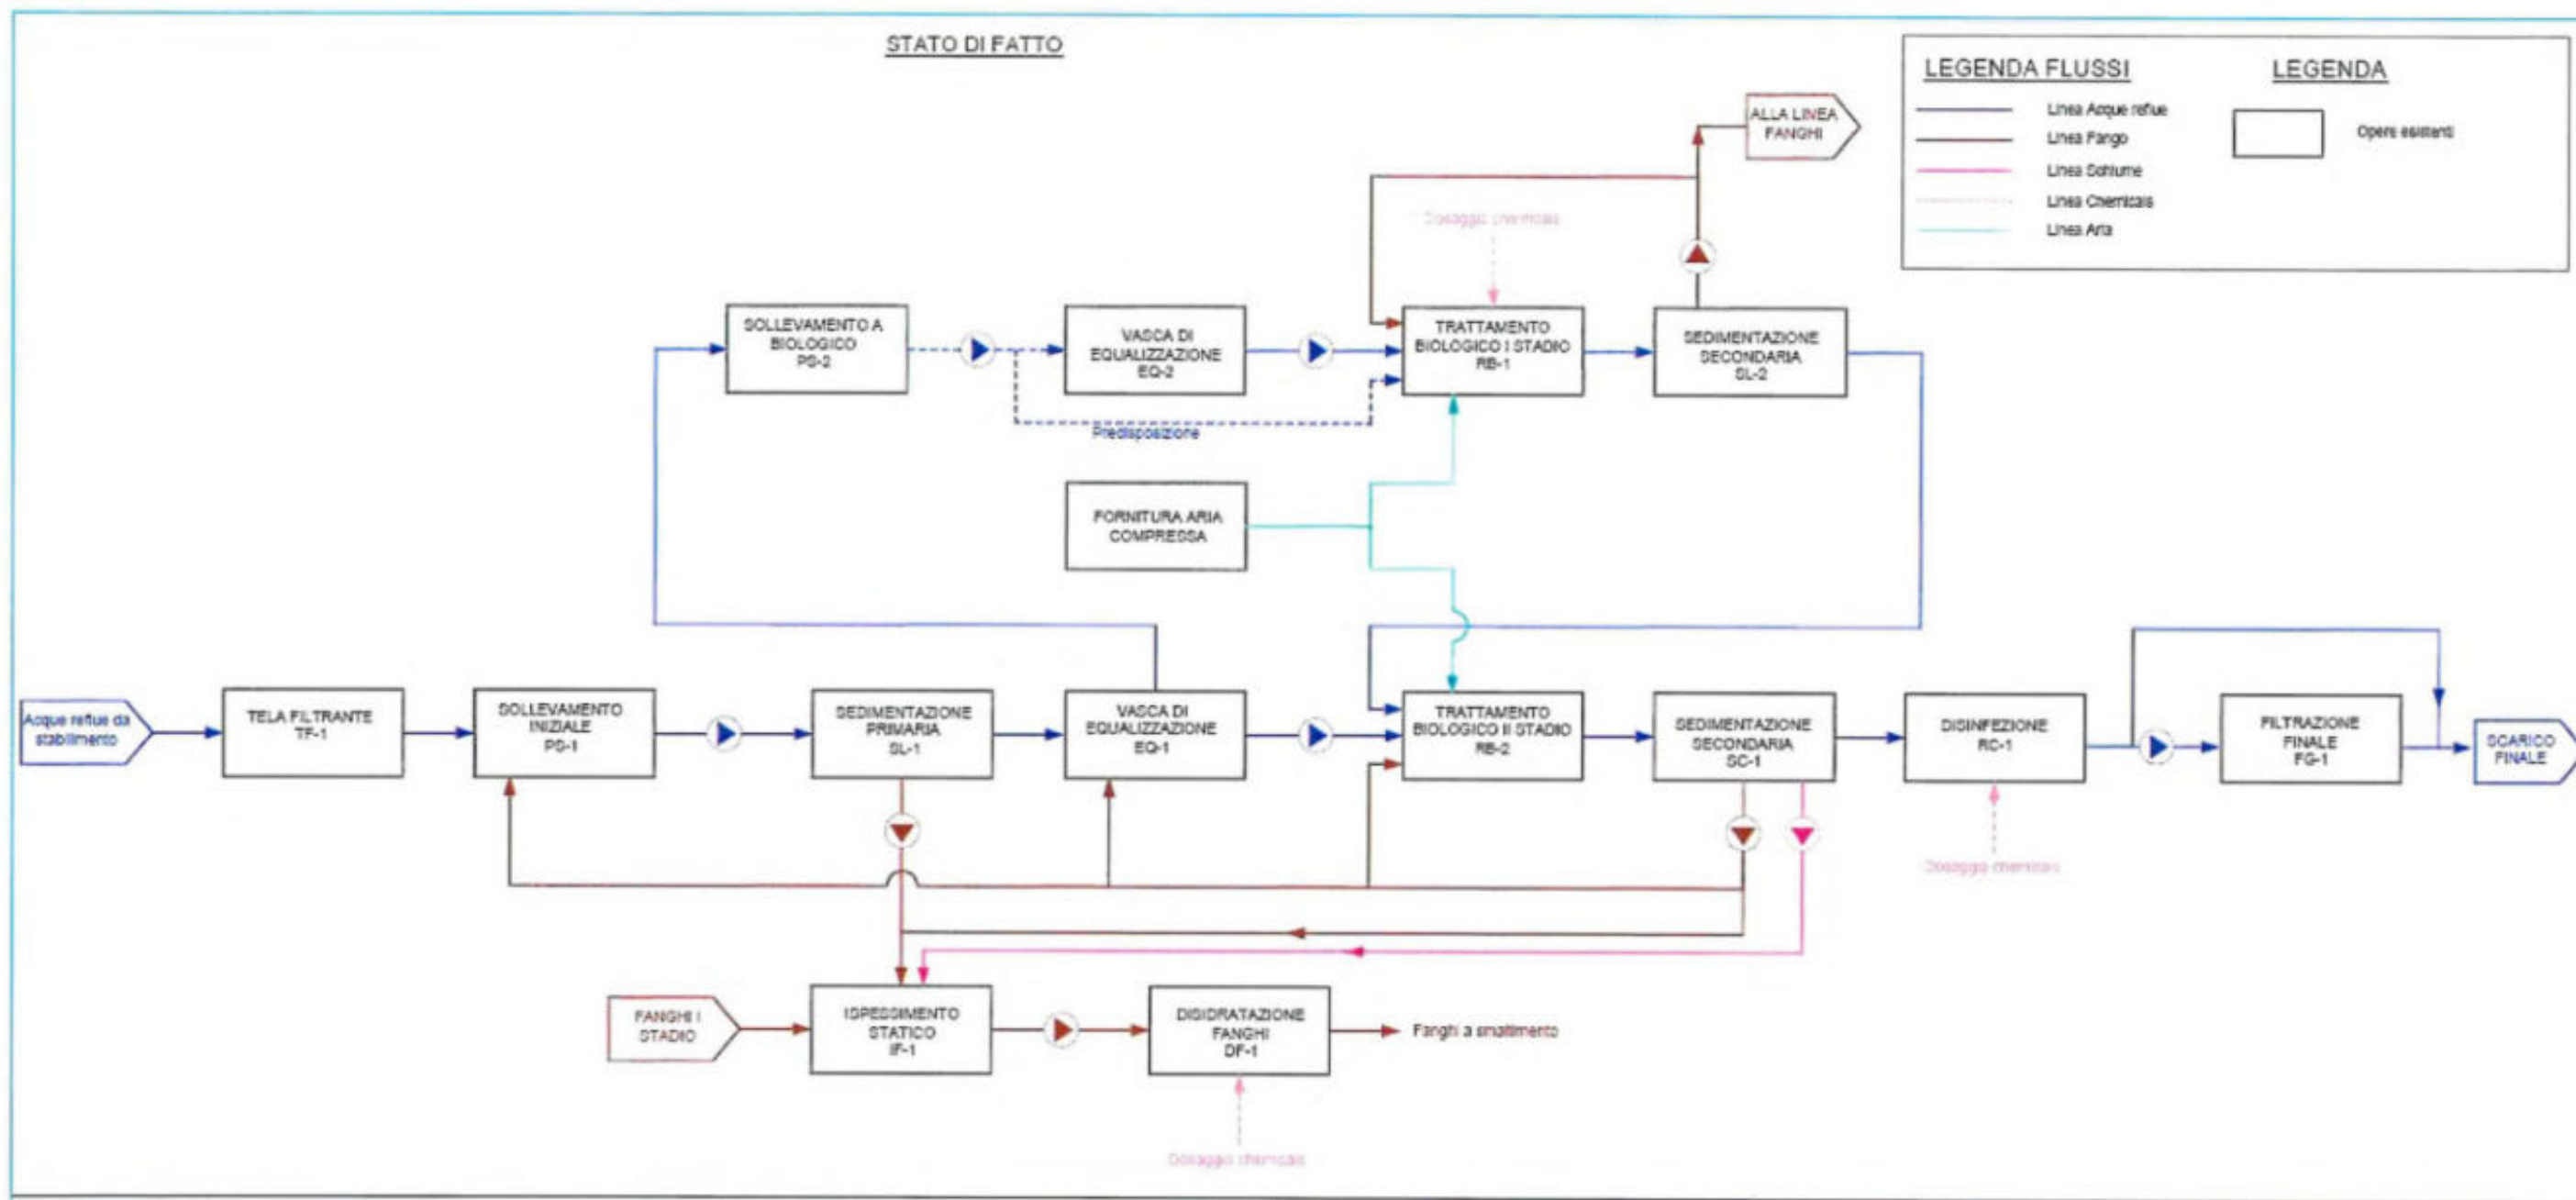 STATO DI FATTO
LEGENDA FLUSSI
LEGENDA
Linea Acque reflue
Linea Fango
Linea Schiume
Linea Chemicals
Linea Aria
Opere esistenti
ALLA LINEA
FANGHI
Dosaggio chemicals
SOLLEVAMENTO A
BIOLOGICO
PS-2
VASCA DI
EQUALIZZAZIONE
EQ-2
TRATTAMENTO
BIOLOGICO I STADIO
RB-1
SEDIMENTAZIONE
SECONDARIA
SL-2
Predisposizione
FORNITURA ARIA
COMPRESSA
Acque reflue da
stabilimento
TELA FILTRANTE
TF-1
SOLLEVAMENTO
INIZIALE
PS-1
SEDIMENTAZIONE
PRIMARIA
SL-1
VASCA DI
EQUALIZZAZIONE
EQ-1
TRATTAMENTO
BIOLOGICO II STADIO
RB-2
SEDIMENTAZIONE
SECONDARIA
SC-1
DISINFEZIONE
RC-1
FILTRAZIONE
FINALE
FG-1
SCARICO
FINALE
Dosaggio chemicals
FANGHI I
STADIO
ISPESSIMENTO
STATICO
IF-1
DISIDRATAZIONE
FANGHI
DF-1
Fanghi a smaltimento
Dosaggio chemicals